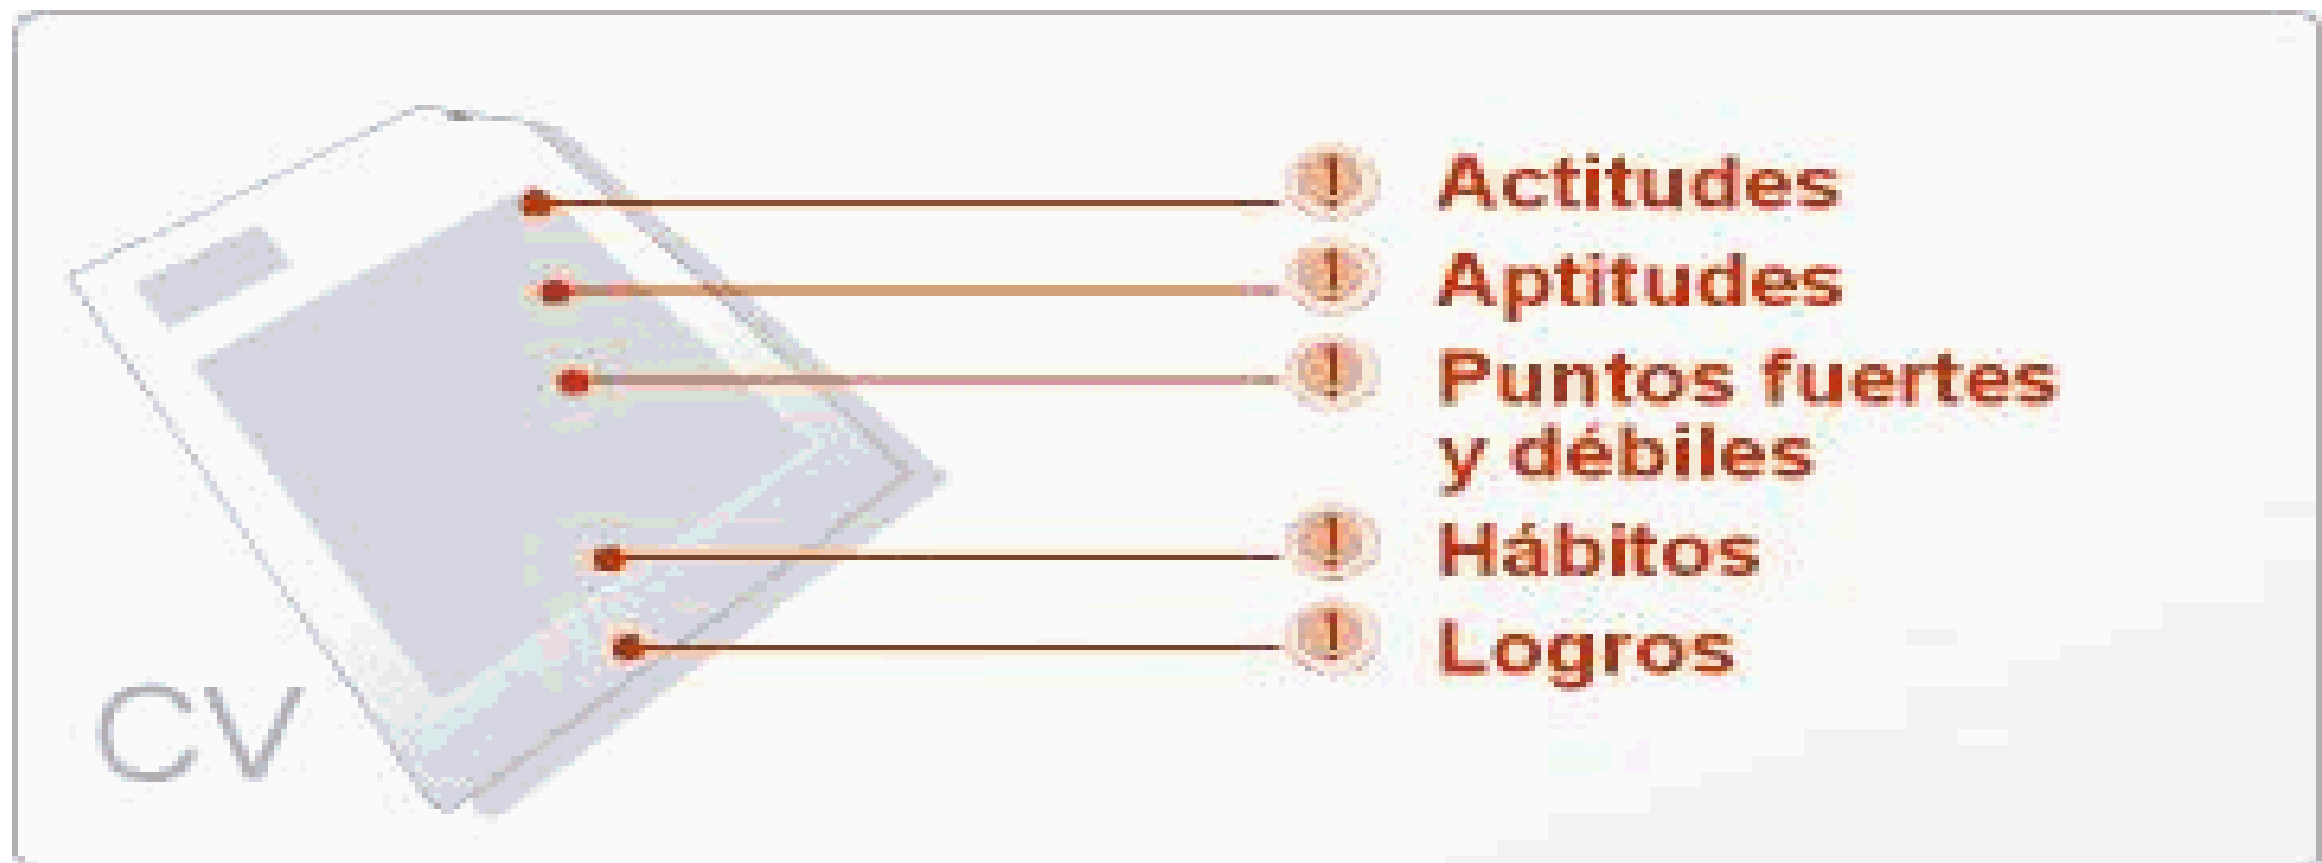 Actitudes
Aptitudes
Puntos fuertes
y débiles
Hábitos
Logros
CV